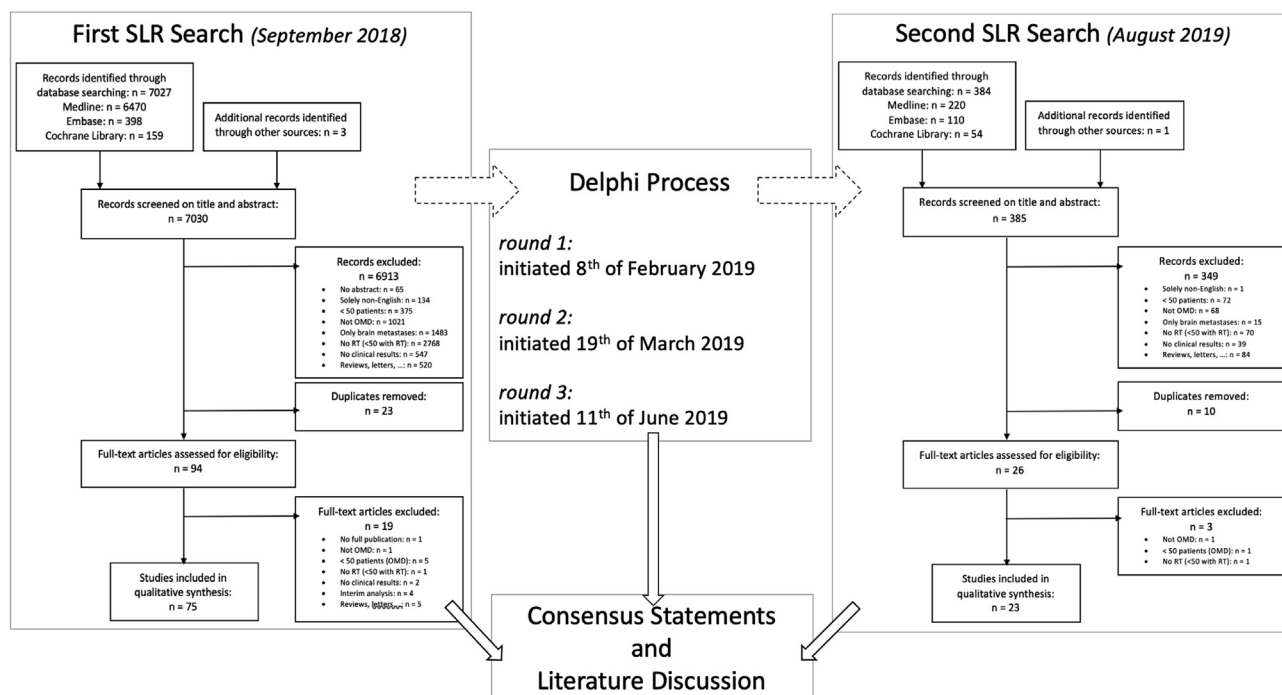 First SLR Search (September 2018)
Records identified through
database searching: n = 7027
Medline: n = 6470
Embase: n = 398
Cochrane Library: n = 159
Additional records identified
through other sources: n = 3
Records screened on title and abstract:
n = 7030
Records excluded:
n = 6913
• No abstract: n = 65
• Solely non-English: n = 134
• < 50 patients: n = 375
• Not OMD: n = 1021
• Only brain metastases: n = 1483
• No RT (<50 with RT): n = 2768
• No clinical results: n = 547
• Reviews, letters, ...: n = 520
Duplicates removed:
n = 23
Full-text articles assessed for eligibility:
n = 94
Full-text articles excluded:
n = 19
• No full publication: n = 1
• Not OMD: n = 1
• < 50 patients (OMD): n = 5
• No RT (<50 with RT): n = 1
• No clinical results: n = 2
• Interim analysis: n = 4
• Reviews, letters,...: n = 5
Studies included in
qualitative synthesis:
n = 75
Delphi Process
round 1:
initiated 8th of February 2019
round 2:
initiated 19th of March 2019
round 3:
initiated 11th of June 2019
Consensus Statements
and
Literature Discussion
Second SLR Search (August 2019)
Records identified through
database searching: n = 384
Medline: n = 220
Embase: n = 110
Cochrane Library: n = 54
Additional records identified
through other sources: n = 1
Records screened on title and abstract:
n = 385
Records excluded:
n = 349
• Solely non-English: n = 1
• < 50 patients: n = 72
• Not OMD: n = 68
• Only brain metastases: n = 15
• No RT (<50 with RT): n = 70
• No clinical results: n = 39
• Reviews, letters, ...: n = 84
Duplicates removed:
n = 10
Full-text articles assessed for eligibility:
n = 26
Full-text articles excluded:
n = 3
• Not OMD: n = 1
• < 50 patients (OMD): n = 1
• No RT (<50 with RT): n = 1
Studies included in
qualitative synthesis:
n = 23